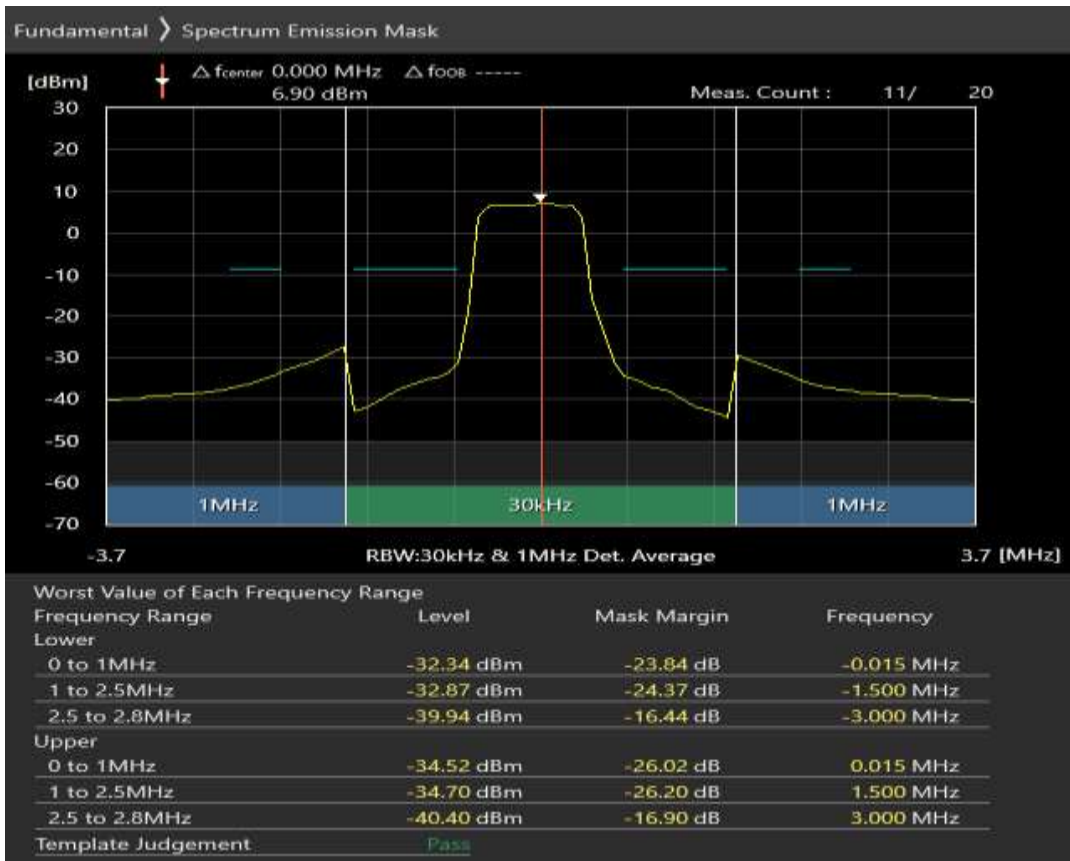 Fundamental 〉 Spectrum Emission Mask
△ fcenter 0.000 MHz △ fOOB -----
[dBm] 6.90 dBm Meas. Count : 11/ 20
30
20
10
0
-10
-20
-30
-40
-50
-60
1MHz 30kHz 1MHz
-70
-3.7 RBW:30kHz & 1MHz Det. Average 3.7 [MHz]
Worst Value of Each Frequency Range
Frequency Range Level Mask Margin Frequency
Lower
0 to 1MHz -32.34 dBm -23.84 dB -0.015 MHz
1 to 2.5MHz -32.87 dBm -24.37 dB -1.500 MHz
2.5 to 2.8MHz -39.94 dBm -16.44 dB -3.000 MHz
Upper
0 to 1MHz -34.52 dBm -26.02 dB 0.015 MHz
1 to 2.5MHz -34.70 dBm -26.20 dB 1.500 MHz
2.5 to 2.8MHz -40.40 dBm -16.90 dB 3.000 MHz
Template Judgement Pass